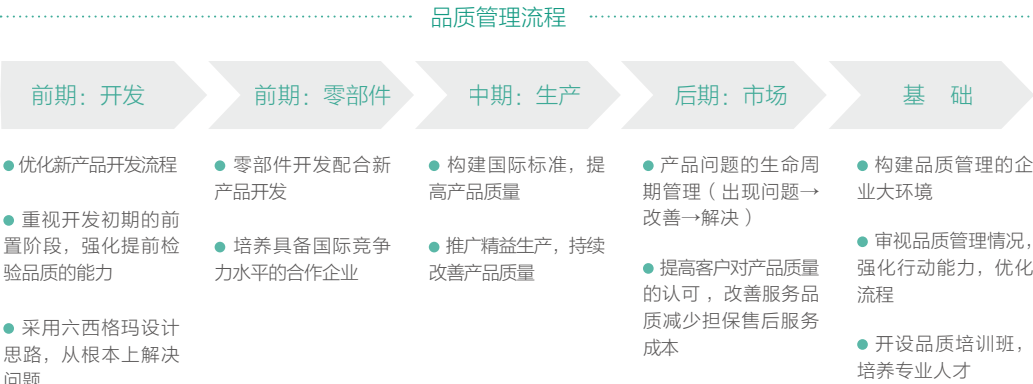 品质管理流程
前期：开发
● 优化新产品开发流程
● 重视开发初期的前
置阶段，强化提前检
验品质的能力
● 采用六西格玛设计
思路，从根本上解决
问题
前期：零部件
● 零部件开发配合新
产品开发
● 培养具备国际竞争
力水平的合作企业
中期：生产
● 构建国际标准，提
高产品质量
● 推广精益生产，持续
改善产品质量
后期：市场
● 产品问题的生命周
期管理（出现问题→
改善→解决）
● 提高客户对产品质量
的认可，改善服务品
质减少担保售后服务
成本
基 础
● 构建品质管理的企
业大环境
● 审视品质管理情况，
强化行动能力，优化
流程
● 开设品质培训班，
培养专业人才